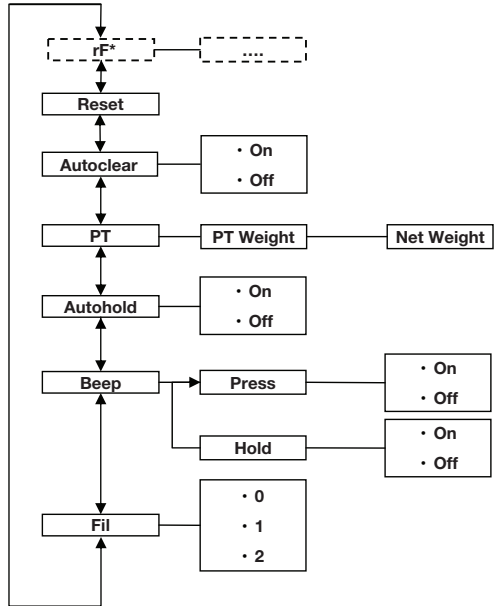 rF*
....
Reset
Autoclear
・ On
・ Off
PT
PT Weight
Net Weight
Autohold
・ On
・ Off
Beep
Press
・ On
・ Off
Hold
・ On
・ Off
Fil
・ 0
・ 1
・ 2